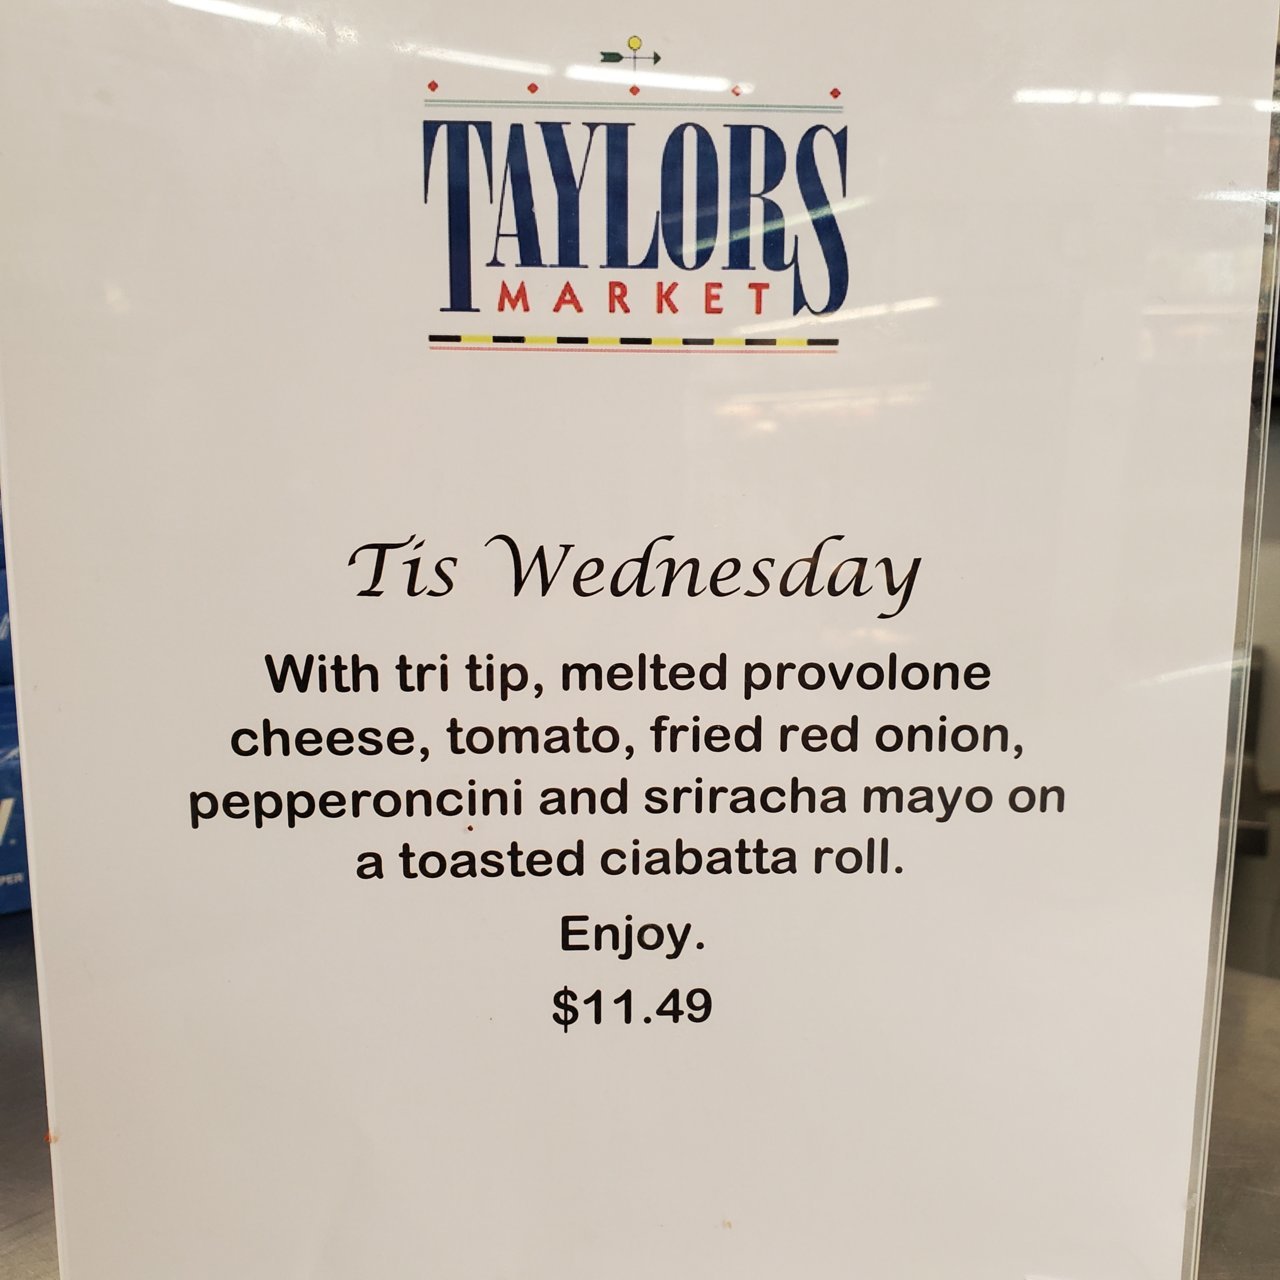 TAYLORS
MARKET
Tis Wednesday
With tri tip, melted provolone
cheese, tomato, fried red onion,
pepperoncini and sriracha mayo on
a toasted ciabatta roll.
Enjoy.
$11.49